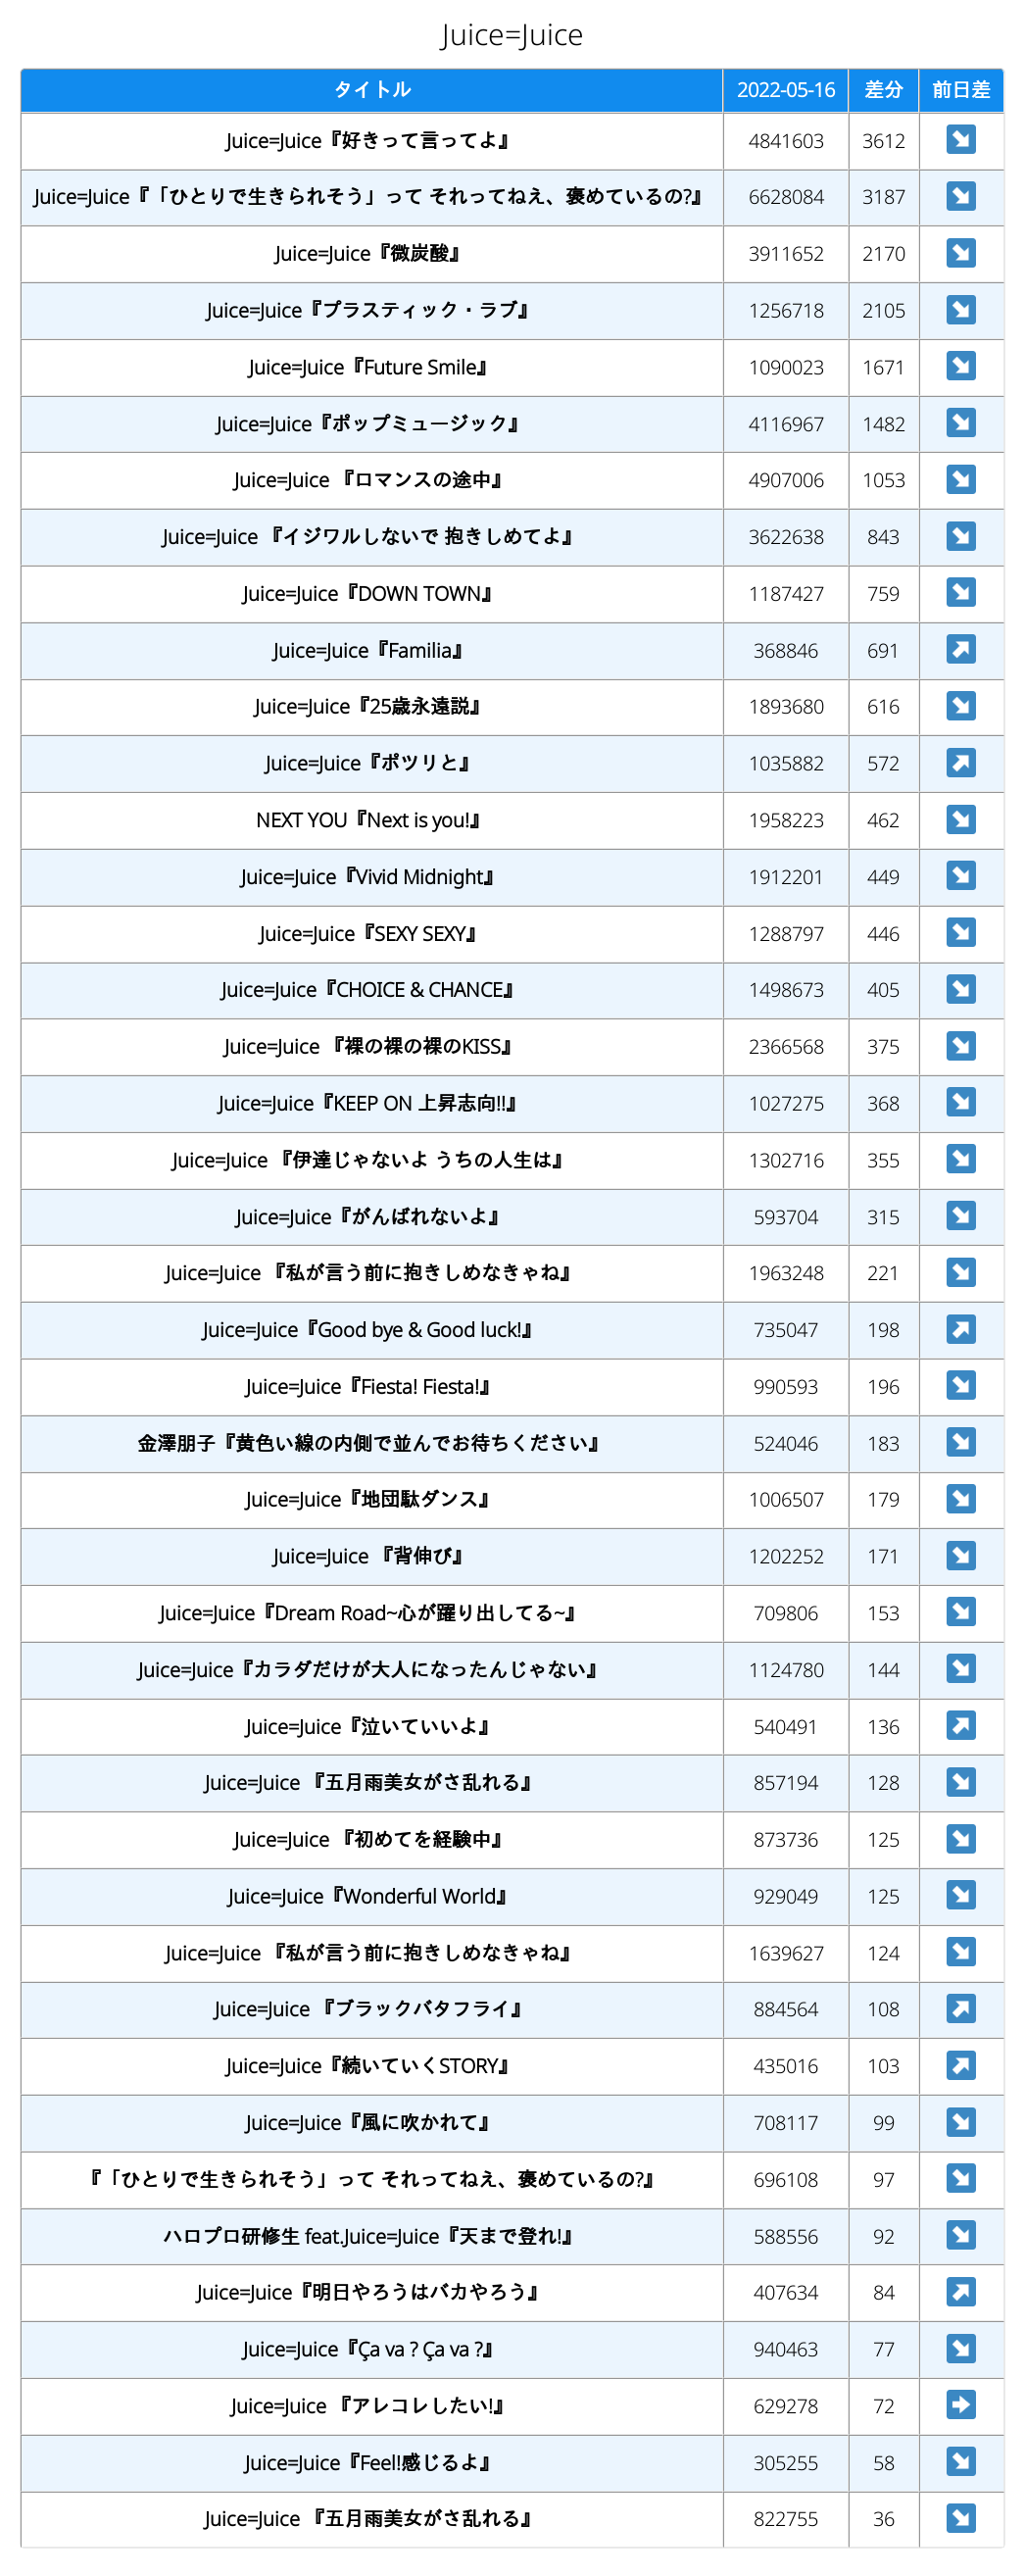 Juice=Juice
タイトル 2022-05-16 差分 前日差
Juice=Juice『好きって言ってよ』 4841603 3612 ↘
Juice=Juice『「ひとりで生きられそう」って それってねえ、褒めているの?』 6628084 3187 ↘
Juice=Juice『微炭酸』 3911652 2170 ↘
Juice=Juice『プラスティック・ラブ』 1256718 2105 ↘
Juice=Juice『Future Smile』 1090023 1671 ↘
Juice=Juice『ポップミュージック』 4116967 1482 ↘
Juice=Juice 『ロマンスの途中』 4907006 1053 ↘
Juice=Juice 『イジワルしないで 抱きしめてよ』 3622638 843 ↘
Juice=Juice『DOWN TOWN』 1187427 759 ↘
Juice=Juice『Familia』 368846 691 ↗
Juice=Juice『25歳永遠説』 1893680 616 ↘
Juice=Juice『ポツリと』 1035882 572 ↗
NEXT YOU『Next is you!』 1958223 462 ↘
Juice=Juice『Vivid Midnight』 1912201 449 ↘
Juice=Juice『SEXY SEXY』 1288797 446 ↘
Juice=Juice『CHOICE & CHANCE』 1498673 405 ↘
Juice=Juice 『裸の裸の裸のKISS』 2366568 375 ↘
Juice=Juice『KEEP ON 上昇志向!!』 1027275 368 ↘
Juice=Juice 『伊達じゃないよ うちの人生は』 1302716 355 ↘
Juice=Juice『がんばれないよ』 593704 315 ↘
Juice=Juice 『私が言う前に抱きしめなきゃね』 1963248 221 ↘
Juice=Juice『Good bye & Good luck!』 735047 198 ↗
Juice=Juice『Fiesta! Fiesta!』 990593 196 ↘
金澤朋子『黄色い線の内側で並んでお待ちください』 524046 183 ↘
Juice=Juice『地団駄ダンス』 1006507 179 ↘
Juice=Juice 『背伸び』 1202252 171 ↘
Juice=Juice『Dream Road~心が躍り出してる~』 709806 153 ↘
Juice=Juice『カラダだけが大人になったんじゃない』 1124780 144 ↘
Juice=Juice『泣いていいよ』 540491 136 ↗
Juice=Juice 『五月雨美女がさ乱れる』 857194 128 ↘
Juice=Juice 『初めてを経験中』 873736 125 ↘
Juice=Juice『Wonderful World』 929049 125 ↘
Juice=Juice 『私が言う前に抱きしめなきゃね』 1639627 124 ↘
Juice=Juice 『ブラックバタフライ』 884564 108 ↗
Juice=Juice『続いていくSTORY』 435016 103 ↗
Juice=Juice『風に吹かれて』 708117 99 ↘
『「ひとりで生きられそう」って それってねえ、褒めているの?』 696108 97 ↘
ハロプロ研修生 feat.Juice=Juice『天まで登れ!』 588556 92 ↘
Juice=Juice『明日やろうはバカやろう』 407634 84 ↗
Juice=Juice『Ça va ? Ça va ?』 940463 77 ↘
Juice=Juice 『アレコレしたい!』 629278 72 ➡
Juice=Juice『Feel!感じるよ』 305255 58 ↘
Juice=Juice 『五月雨美女がさ乱れる』 822755 36 ↘